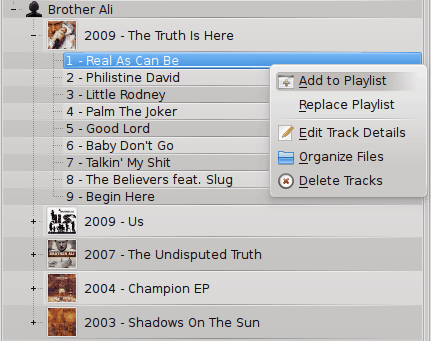 Brother Ali
2009 - The Truth Is Here
1 - Real As Can Be
2 - Philistine David
3 - Little Rodney
4 - Palm The Joker
5 - Good Lord
6 - Baby Don't Go
7 - Talkin' My Shit
8 - The Believers feat. Slug
9 - Begin Here
Add to Playlist
Replace Playlist
Edit Track Details
Organize Files
Delete Tracks
2009 - Us
2007 - The Undisputed Truth
2004 - Champion EP
2003 - Shadows On The Sun